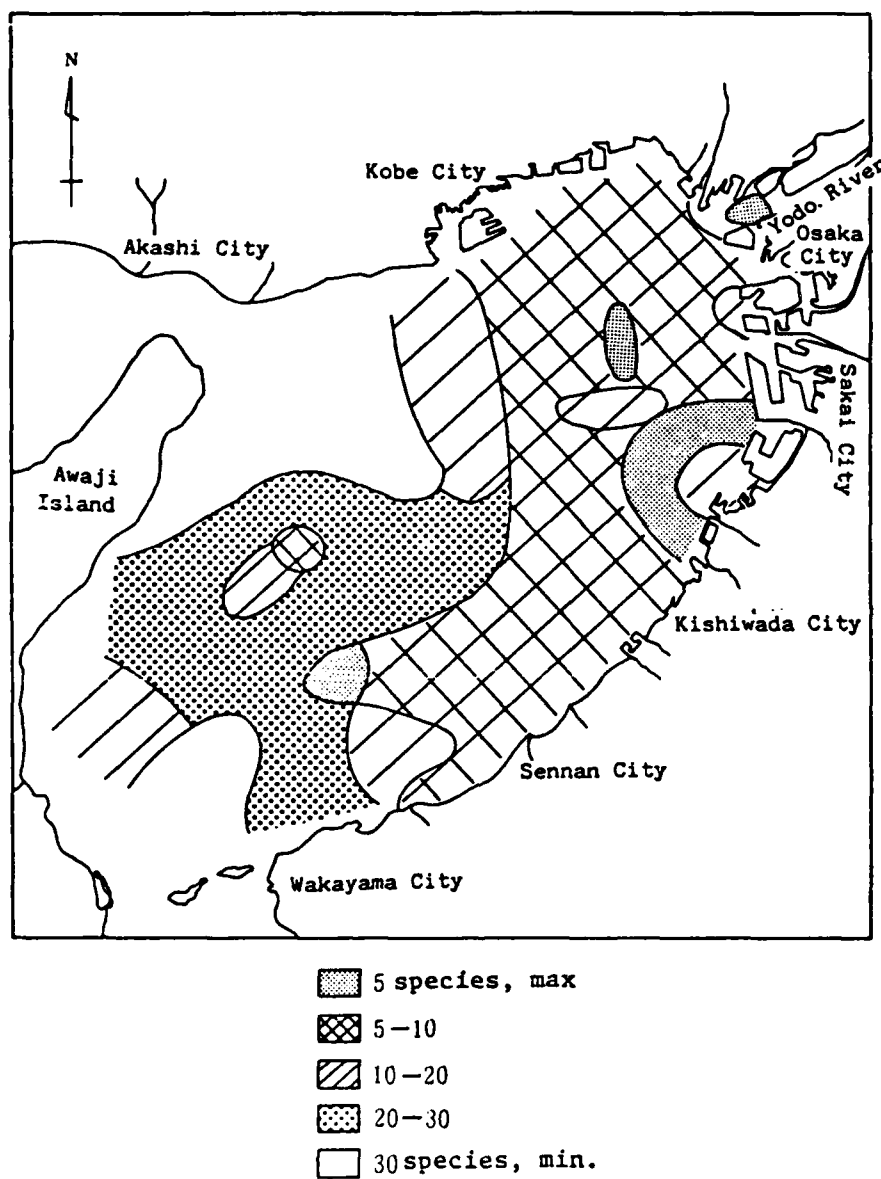 N
Kobe City
Yodo. River
Osaka
City
Akashi City
Sakai City
Awaji
Island
Kishiwada City
Sennan City
Wakayama City
5 species, max
5-10
10-20
20-30
30 species, min.